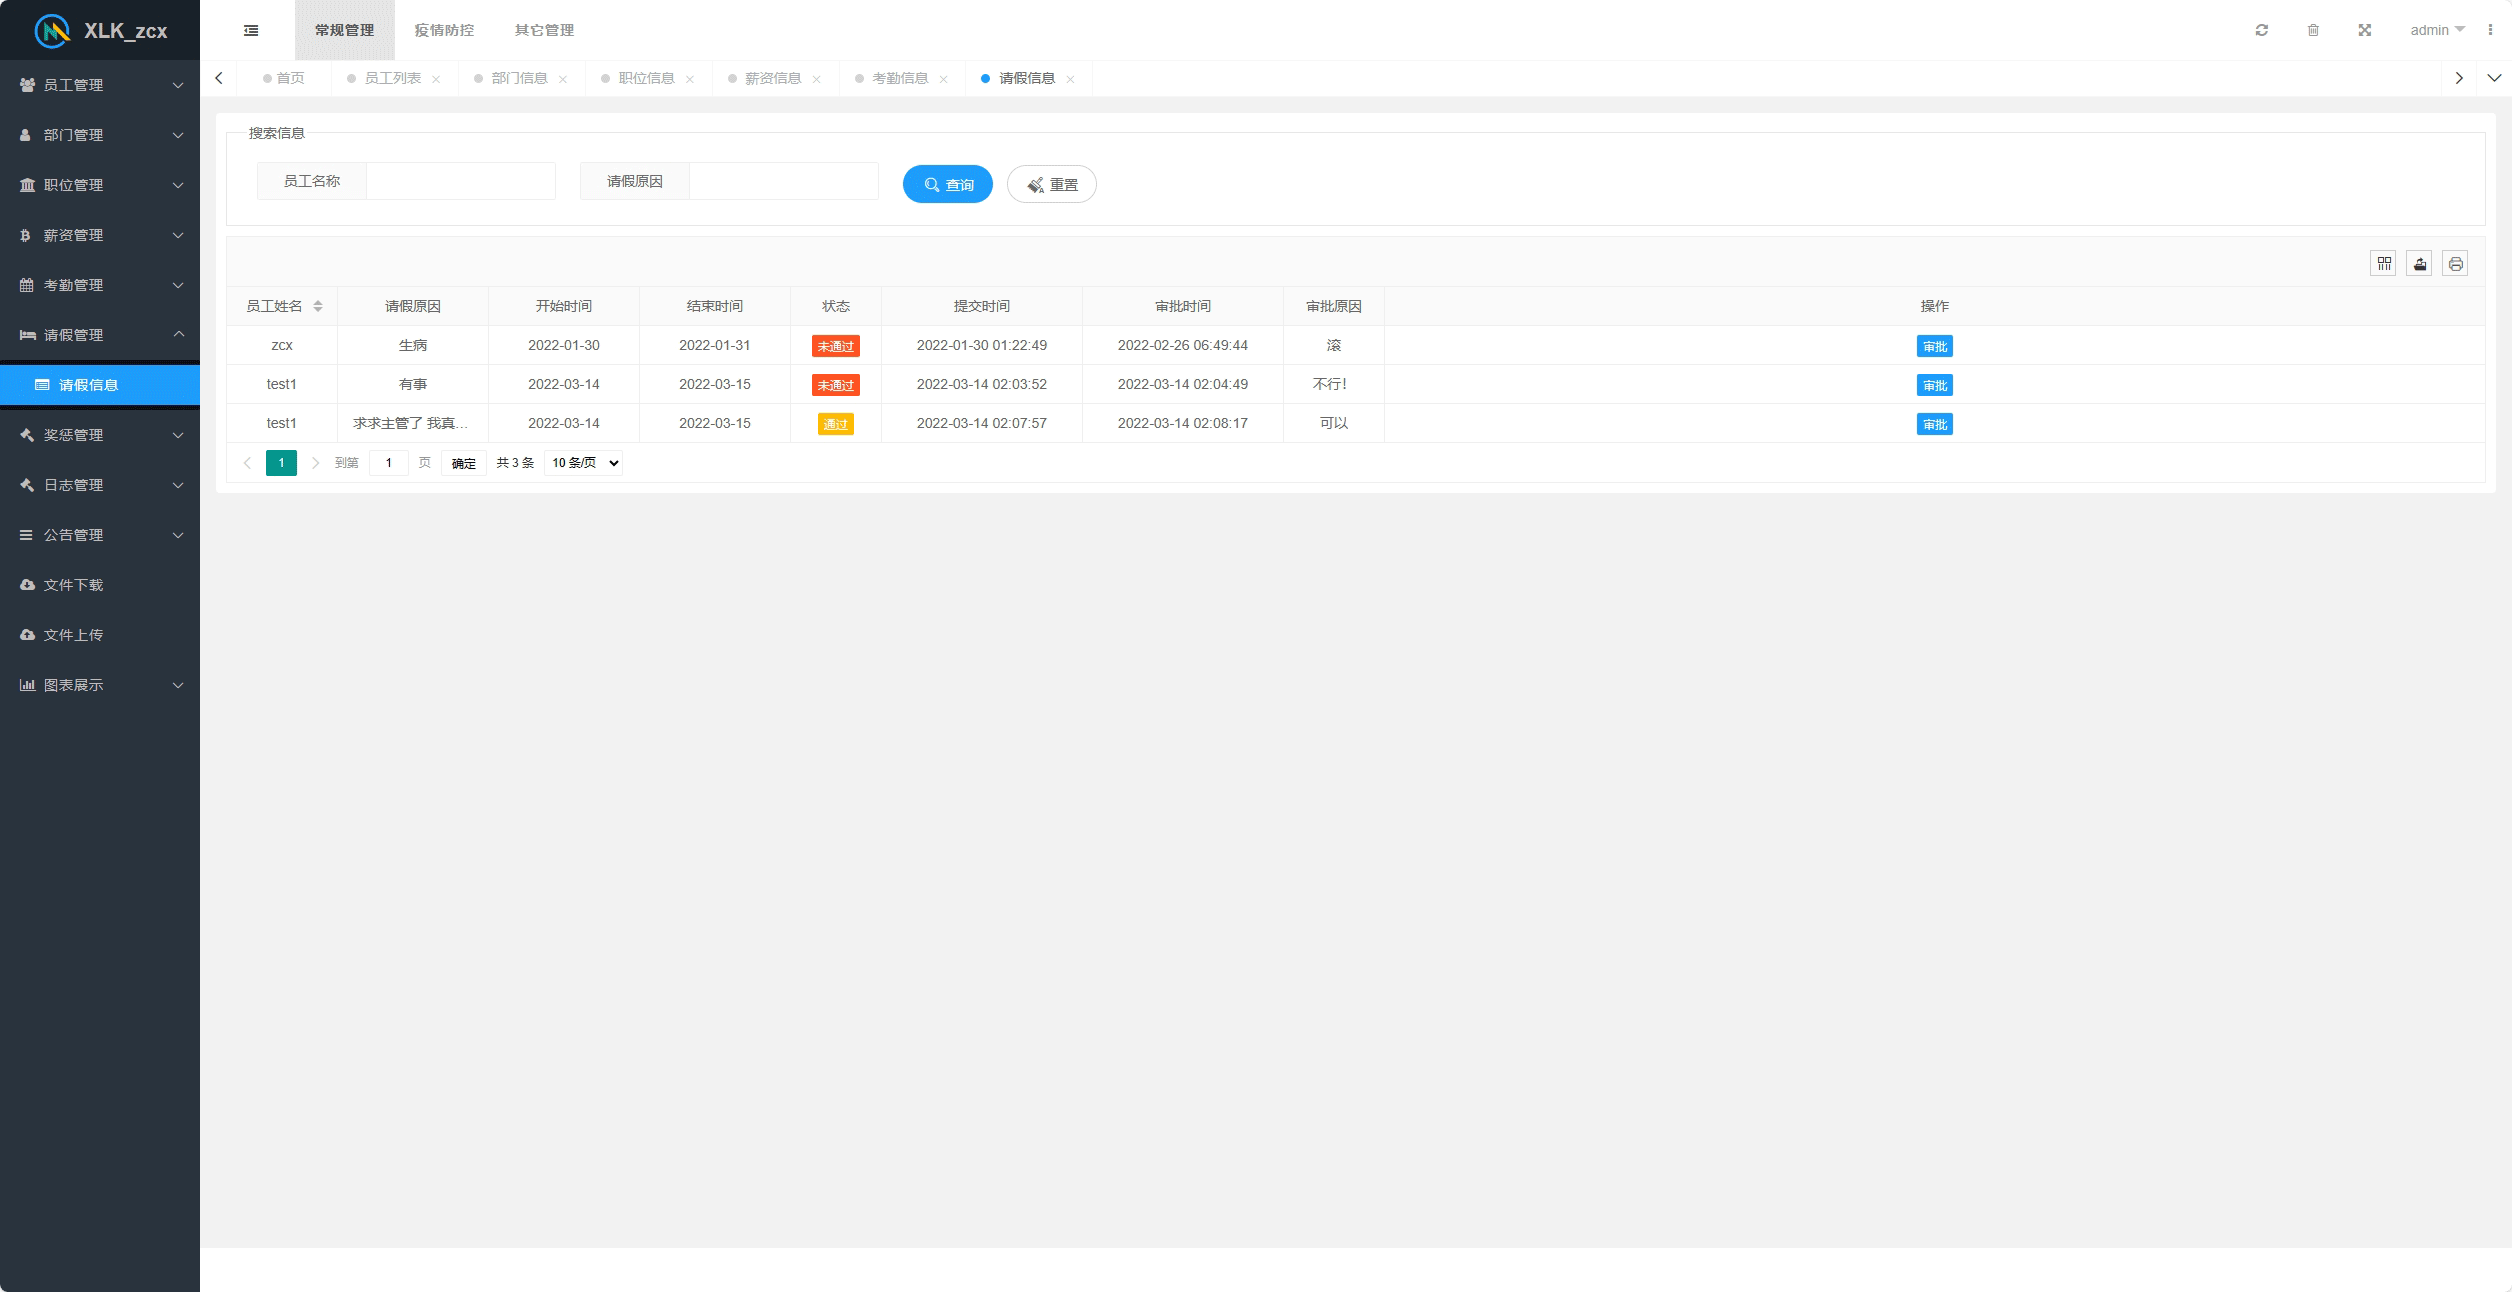 XLK_zcx
常规管理 疫情防控 其它管理 admin
首页 员工列表 部门信息 职位信息 薪资信息 考勤信息 请假信息
员工管理
部门管理
职位管理
薪资管理
考勤管理
请假管理
请假信息
奖惩管理
日志管理
公告管理
文件下载
文件上传
图表展示
搜索信息
员工名称 请假原因 查询 重置
员工姓名 请假原因 开始时间 结束时间 状态 提交时间 审批时间 审批原因 操作
zcx 生病 2022-01-30 2022-01-31 未通过 2022-01-30 01:22:49 2022-02-26 06:49:44 滚 审批
test1 有事 2022-03-14 2022-03-15 未通过 2022-03-14 02:03:52 2022-03-14 02:04:49 不行! 审批
test1 求求主管了 我真... 2022-03-14 2022-03-15 通过 2022-03-14 02:07:57 2022-03-14 02:08:17 可以 审批
1 到第 1 页 确定 共 3 条 10 条/页